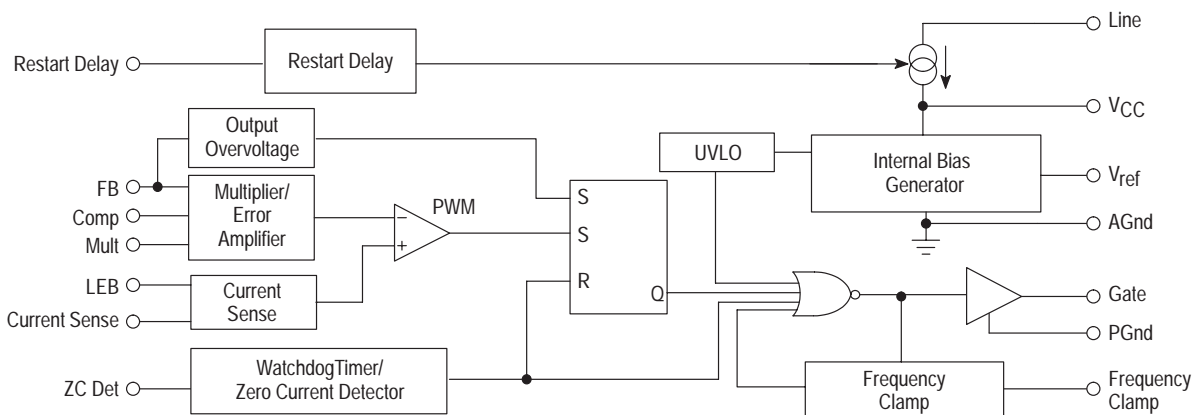 Line
Restart Delay
Restart Delay
VCC
Output
Overvoltage
UVLO
Internal Bias
Generator
Vref
FB
Multiplier/
Error
Amplifier
PWM
S
Comp
−
AGnd
Mult
+
S
LEB
Current
Sense
R
Q
Gate
Current Sense
PGnd
ZC Det
WatchdogTimer/
Zero Current Detector
Frequency
Clamp
Frequency
Clamp